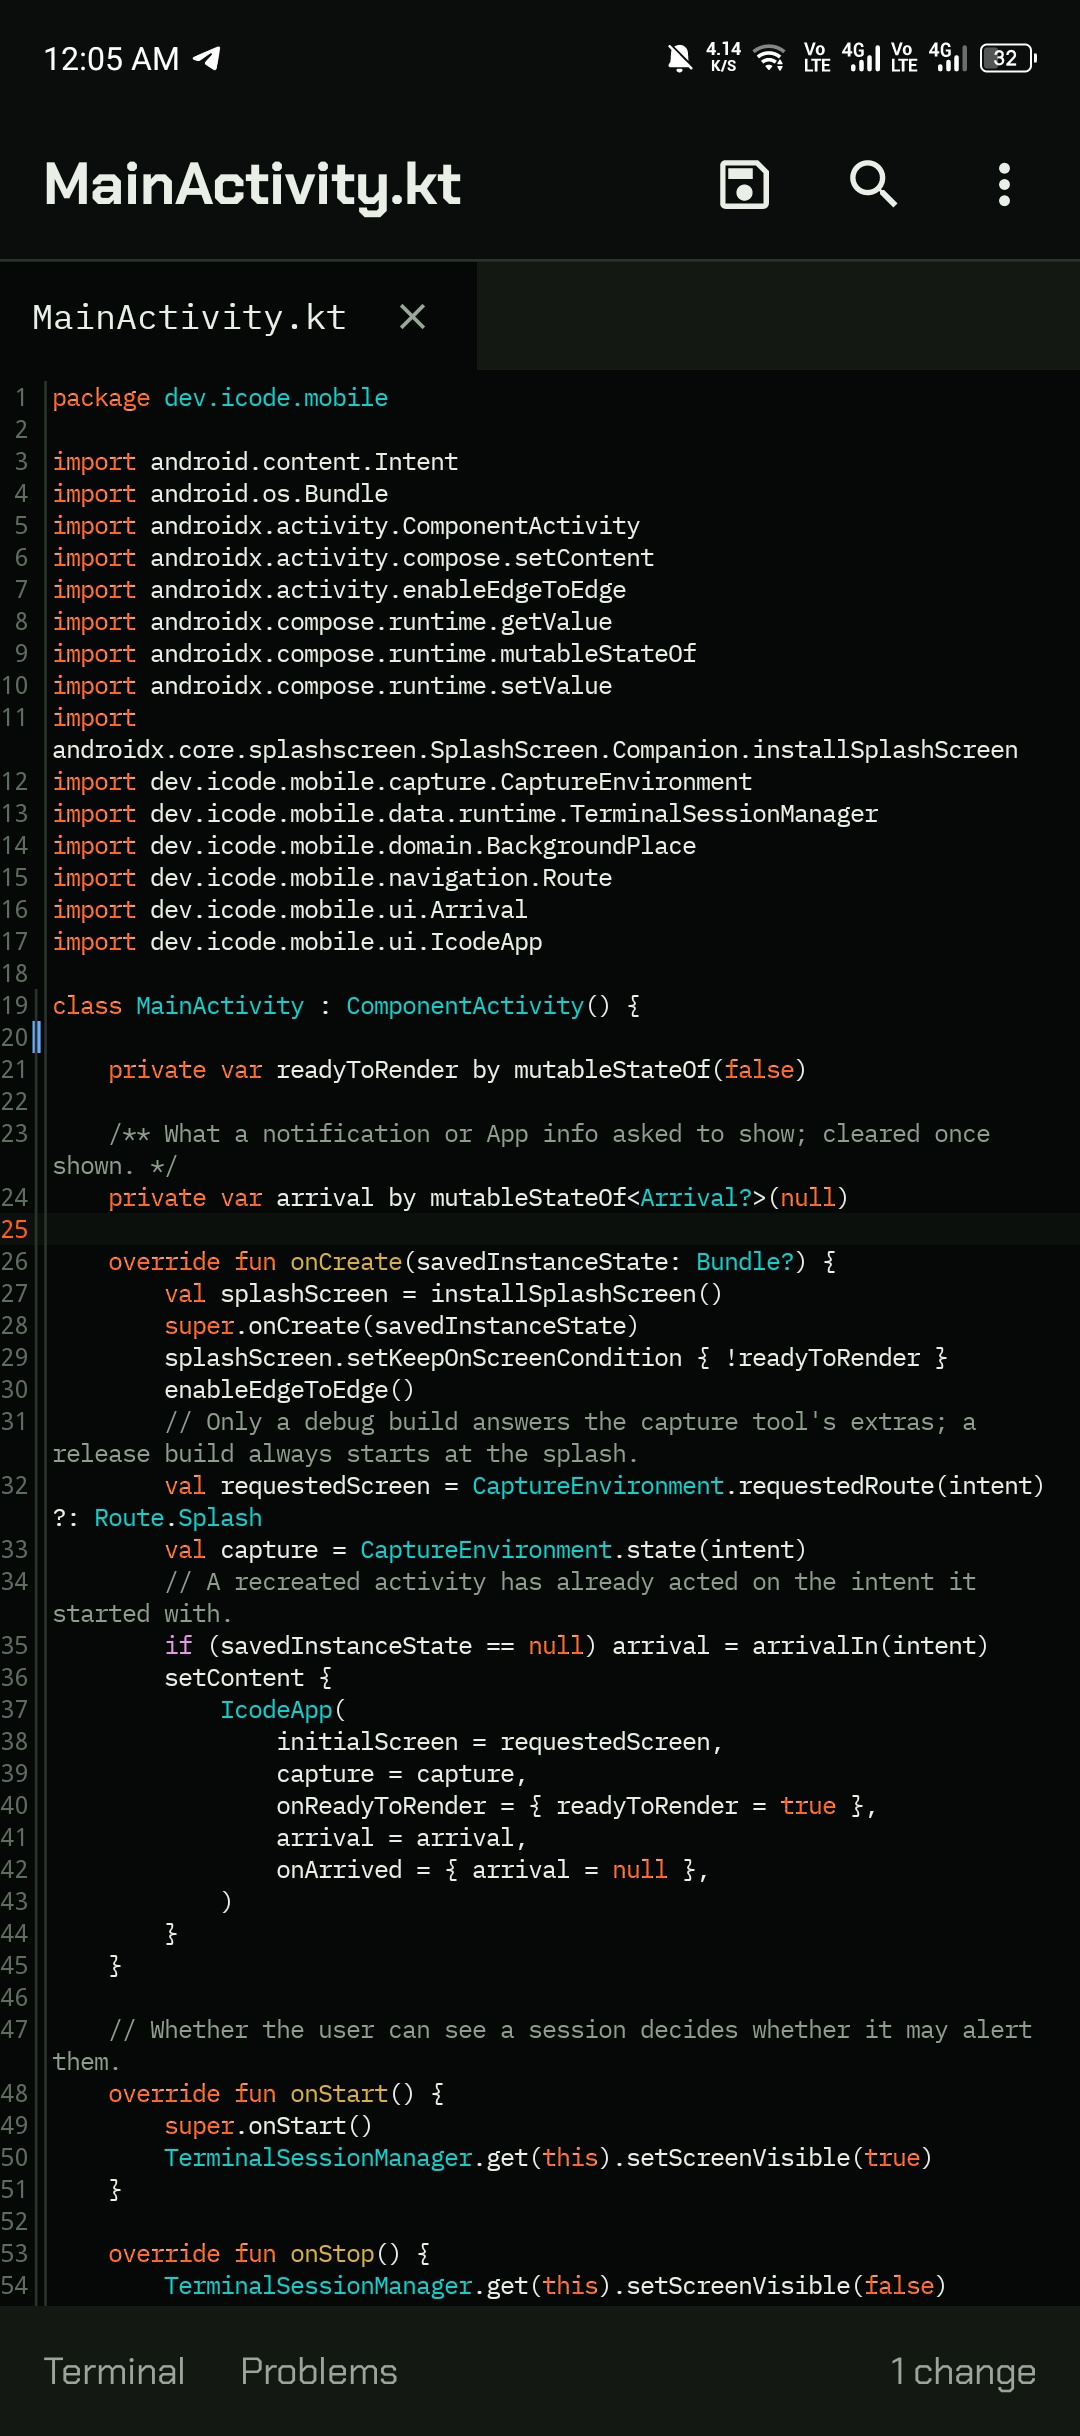 12:05 AM
4.14 K/S Vo LTE 4G Vo LTE 4G 32
MainActivity.kt
MainActivity.kt
1 package dev.icode.mobile
2
3 import android.content.Intent
4 import android.os.Bundle
5 import androidx.activity.ComponentActivity
6 import androidx.activity.compose.setContent
7 import androidx.activity.enableEdgeToEdge
8 import androidx.compose.runtime.getValue
9 import androidx.compose.runtime.mutableStateOf
10 import androidx.compose.runtime.setValue
11 import
androidx.core.splashscreen.SplashScreen.Companion.installSplashScreen
12 import dev.icode.mobile.capture.CaptureEnvironment
13 import dev.icode.mobile.data.runtime.TerminalSessionManager
14 import dev.icode.mobile.domain.BackgroundPlace
15 import dev.icode.mobile.navigation.Route
16 import dev.icode.mobile.ui.Arrival
17 import dev.icode.mobile.ui.IcodeApp
18
19 class MainActivity : ComponentActivity() {
20
21     private var readyToRender by mutableStateOf(false)
22
23     /** What a notification or App info asked to show; cleared once
shown. */
24     private var arrival by mutableStateOf<Arrival?>(null)
25
26     override fun onCreate(savedInstanceState: Bundle?) {
27         val splashScreen = installSplashScreen()
28         super.onCreate(savedInstanceState)
29         splashScreen.setKeepOnScreenCondition { !readyToRender }
30         enableEdgeToEdge()
31         // Only a debug build answers the capture tool's extras; a
release build always starts at the splash.
32         val requestedScreen = CaptureEnvironment.requestedRoute(intent)
?: Route.Splash
33         val capture = CaptureEnvironment.state(intent)
34         // A recreated activity has already acted on the intent it
started with.
35         if (savedInstanceState == null) arrival = arrivalIn(intent)
36         setContent {
37             IcodeApp(
38                 initialScreen = requestedScreen,
39                 capture = capture,
40                 onReadyToRender = { readyToRender = true },
41                 arrival = arrival,
42                 onArrived = { arrival = null },
43             )
44         }
45     }
46
47     // Whether the user can see a session decides whether it may alert
them.
48     override fun onStart() {
49         super.onStart()
50         TerminalSessionManager.get(this).setScreenVisible(true)
51     }
52
53     override fun onStop() {
54         TerminalSessionManager.get(this).setScreenVisible(false)
Terminal Problems 1 change